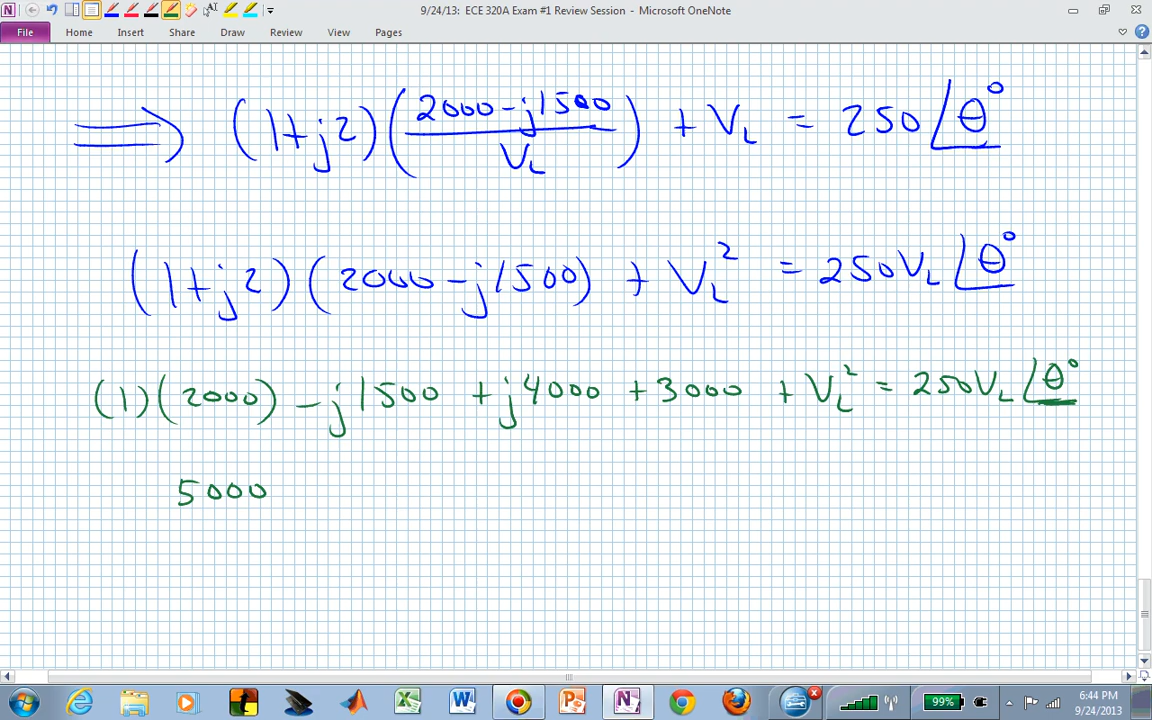 9/24/13: ECE 320A Exam #1 Review Session - Microsoft OneNote
File Home Insert Share Draw Review View Pages
⟹ (1+j2)((2000-j1500)/V_L) + V_L = 250∠θ°
(1+j2)(2000-j1500) + V_L² = 250V_L∠θ°
(1)(2000) - j1500 + j4000 + 3000 + V_L² = 250V_L∠θ°
5000
99%
6:44 PM
9/24/2013